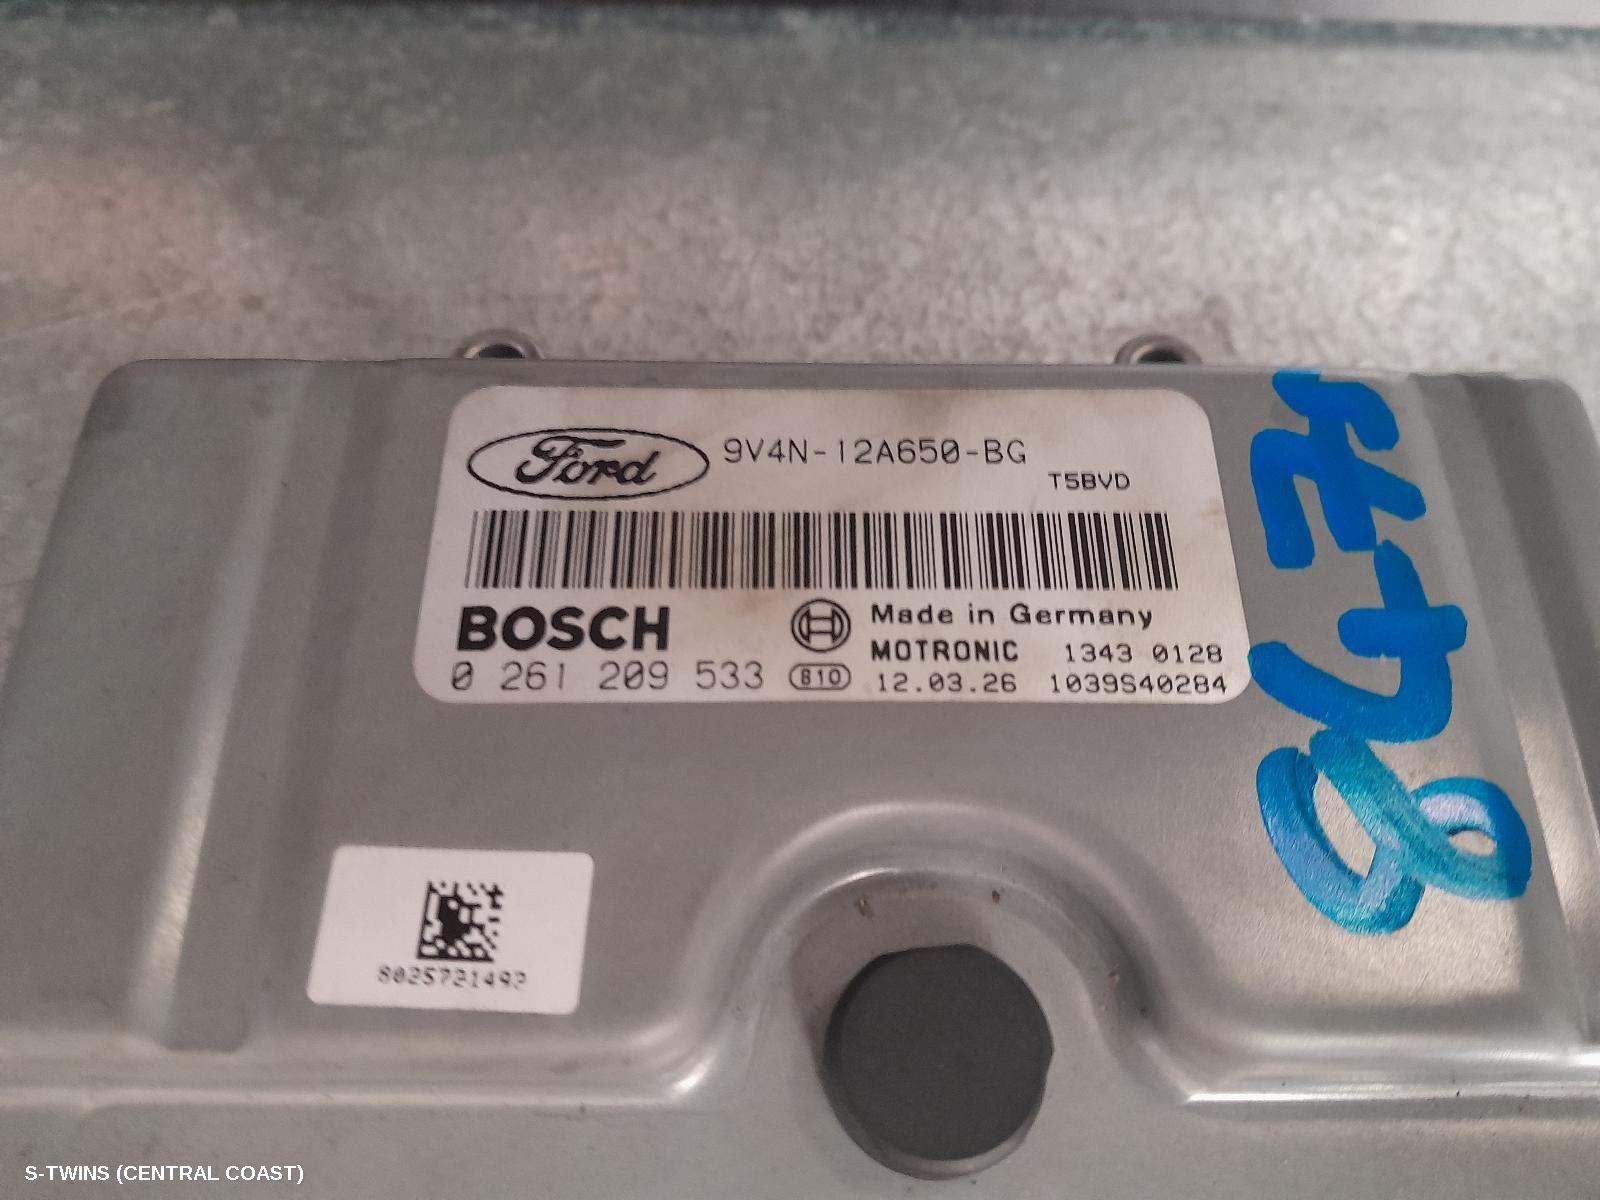 Ford 9V4N-12A650-BG
T5BVD
BOSCH Made in Germany
MOTRONIC 1343 0128
0 261 209 533 810 12.03.26 1039S40284
8025721492
S-TWINS (CENTRAL COAST)